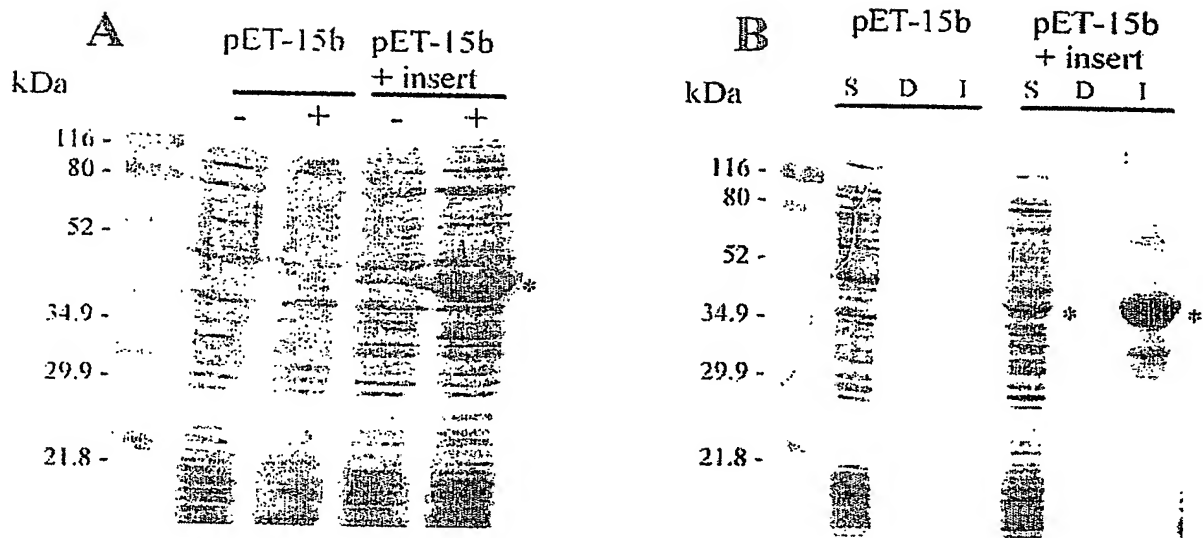 A
pET-15b pET-15b
+ insert
kDa
- + - +
116 -
80 -
52 -
34.9 -
29.9 -
21.8 -
*
B
pET-15b pET-15b
+ insert
kDa
S D I S D I
116 -
80 -
52 -
34.9 -
29.9 -
21.8 -
* *